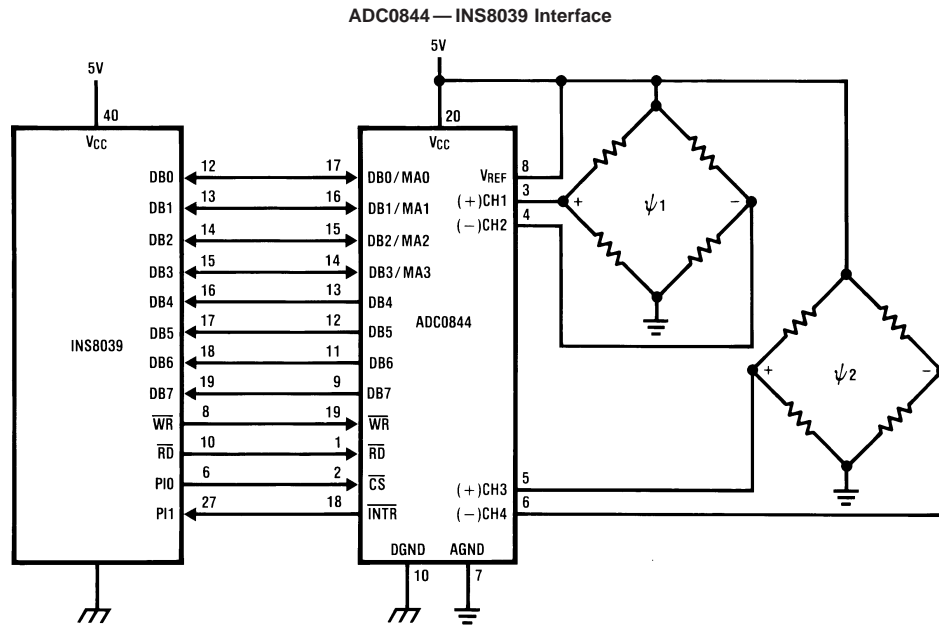 ADC0844 — INS8039 Interface
5V
5V
40
20
VCC
VCC
DB0 12 17 DB0/MA0
VREF 8
DB1 13 16 DB1/MA1
(+)CH1 3
DB2 14 15 DB2/MA2
(−)CH2 4
DB3 15 14 DB3/MA3
DB4 16 13 DB4
DB5 17 12 DB5
INS8039
ADC0844
DB6 18 11 DB6
DB7 19 9 DB7
WR 8 19 WR
RD 10 1 RD
PI0 6 2 CS
PI1 27 18 INTR
(+)CH3 5
(−)CH4 6
DGND AGND
10 7
+ ψ1 −
+ ψ2 −